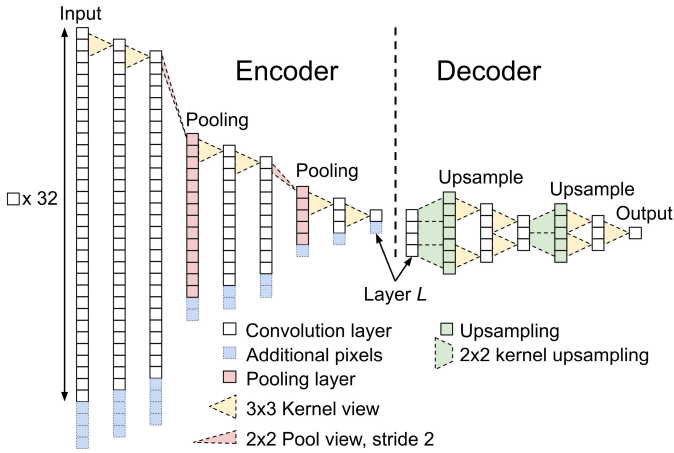 Input
Encoder
Decoder
Pooling
Pooling
Upsample
Upsample
Output
x 32
Layer L
Convolution layer
Additional pixels
Pooling layer
3x3 Kernel view
2x2 Pool view, stride 2
Upsampling
2x2 kernel upsampling